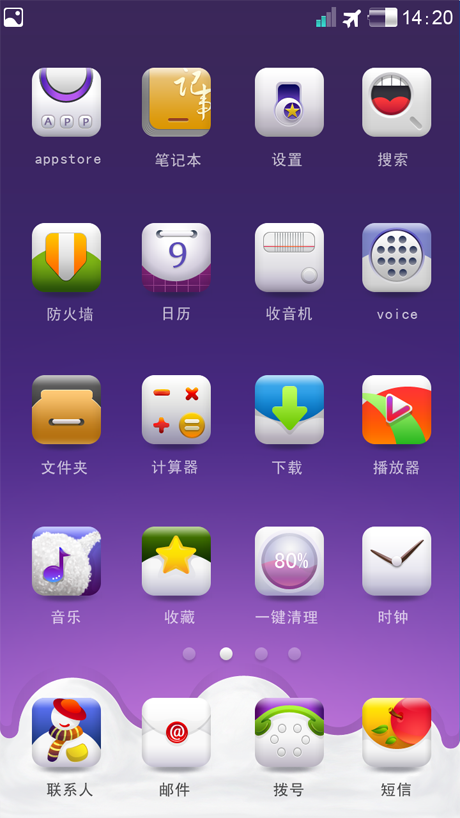 14:20
APP
记事
9
appstore 笔记本 设置 搜索
防火墙 日历 收音机 voice
文件夹 计算器 下载 播放器
80%
音乐 收藏 一键清理 时钟
@
联系人 邮件 拨号 短信